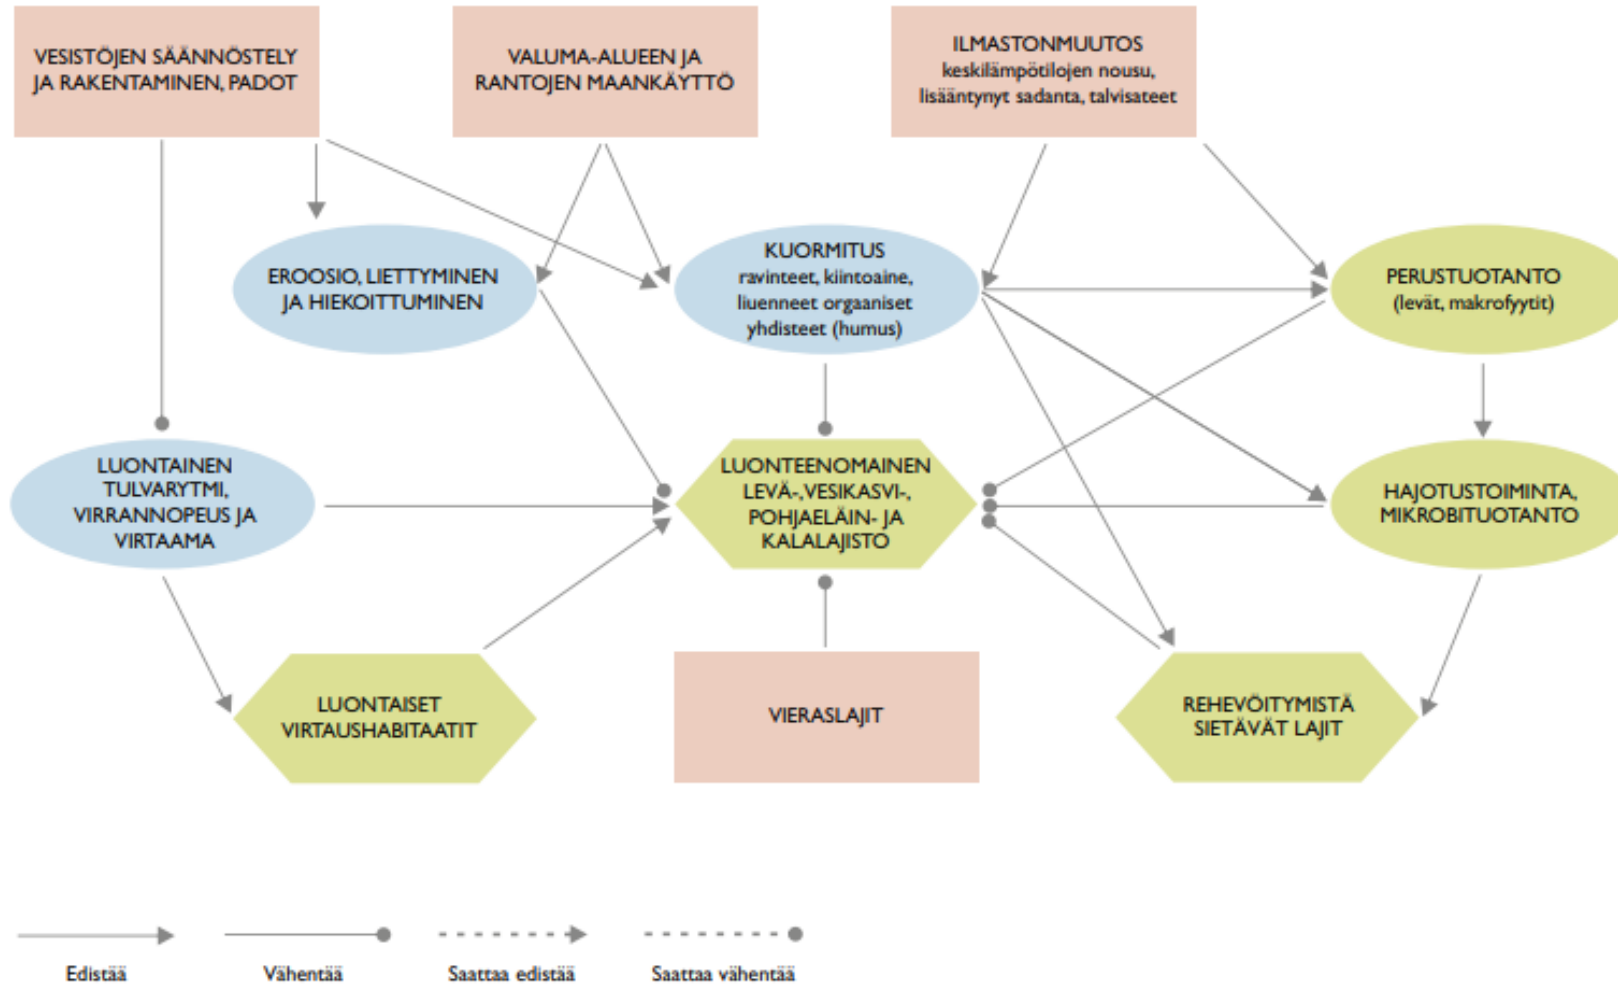 VESISTÖJEN SÄÄNNÖSTELY
JA RAKENTAMINEN, PADOT
VALUMA-ALUEEN JA
RANTOJEN MAANKÄYTTÖ
ILMASTONMUUTOS
keskilämpötilojen nousu,
lisääntynyt sadanta, talvisateet
EROOSIO, LIETTYMINEN
JA HIEKOITTUMINEN
KUORMITUS
ravinteet, kiintoaine,
liuenneet orgaaniset
yhdisteet (humus)
PERUSTUOTANTO
(levät, makrofyytit)
LUONTAINEN
TULVARYTMI,
VIRRANNOPEUS JA
VIRTAAMA
LUONTEENOMAINEN
LEVÄ-, VESIKASVI-,
POHJAELÄIN- JA
KALALAJISTO
HAJOTUSTOIMINTA,
MIKROBITUOTANTO
LUONTAISET
VIRTAUSHABITAATIT
VIERASLAJIT
REHEVÖITYMISTÄ
SIETÄVÄT LAJIT
Edistää
Vähentää
Saattaa edistää
Saattaa vähentää